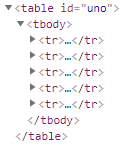 ▼<table id="uno">
▼<tbody>
▶<tr>…</tr>
▶<tr>…</tr>
▶<tr>…</tr>
▶<tr>…</tr>
▶<tr>…</tr>
</tbody>
</table>